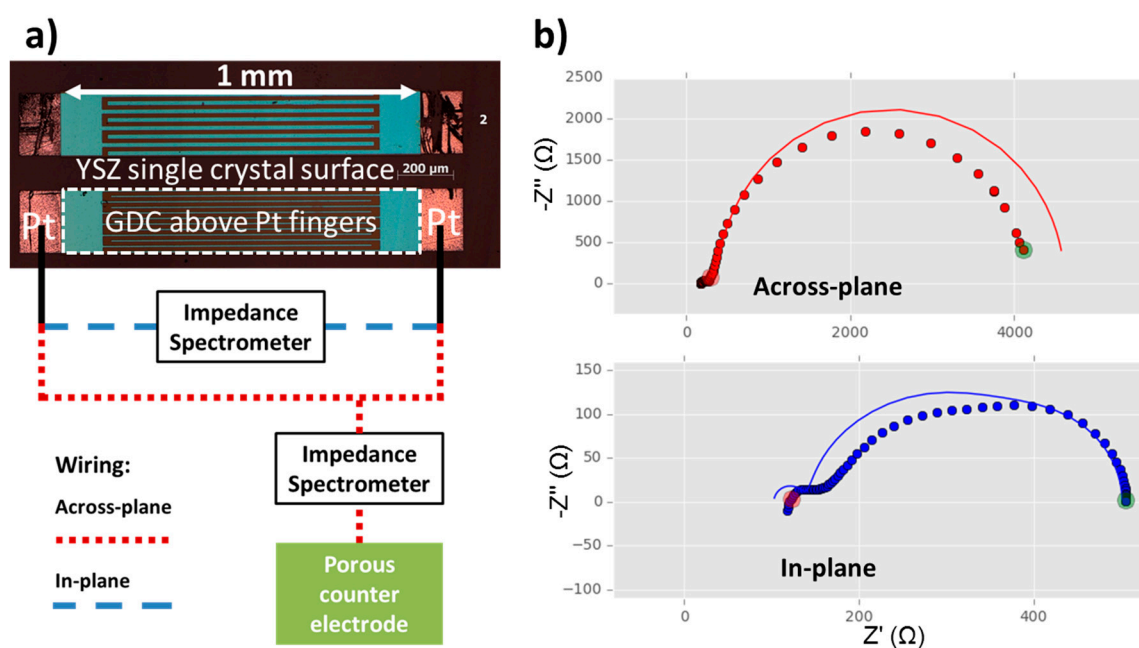 a)
1 mm
2
YSZ single crystal surface
200 μm
Pt
GDC above Pt fingers
Pt
Impedance
Spectrometer
Impedance
Spectrometer
Wiring:
Across-plane
In-plane
Porous
counter
electrode
b)
2500
2000
1500
1000
500
0
-Z'' (Ω)
Across-plane
0
2000
4000
150
100
50
0
−50
−100
-Z'' (Ω)
In-plane
0
200
400
Z' (Ω)